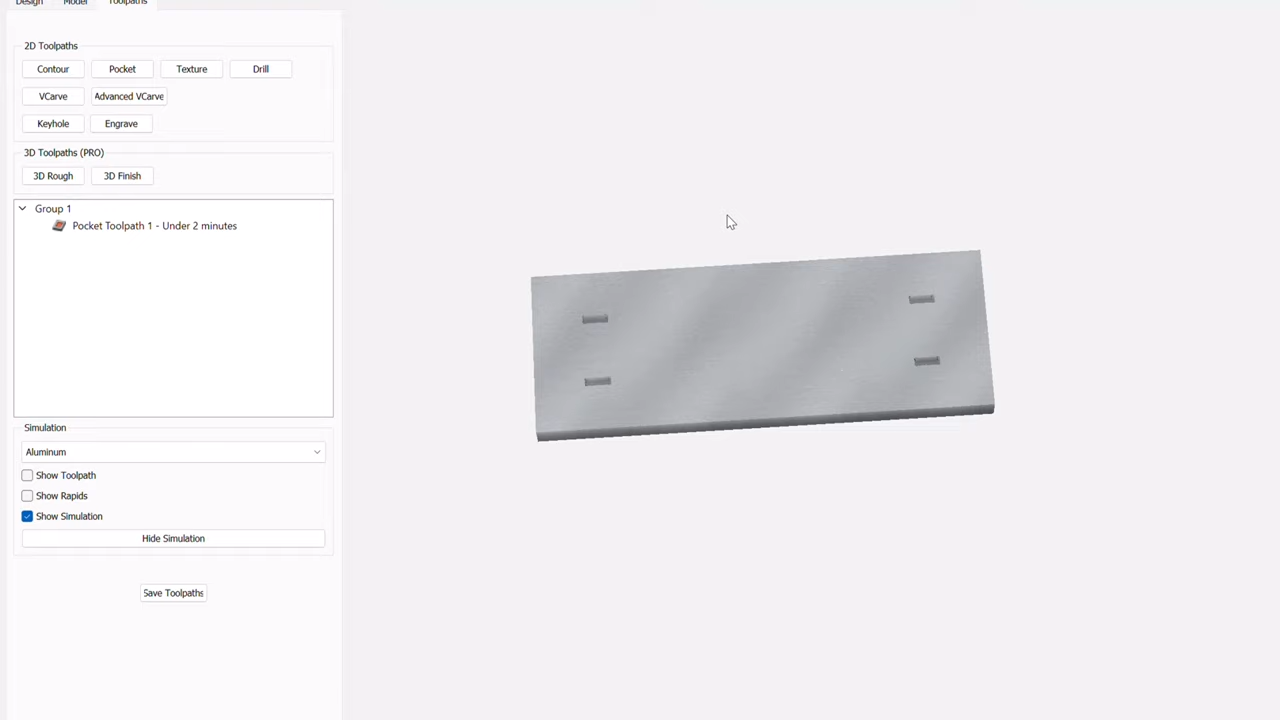 Design Model Toolpaths
2D Toolpaths
Contour Pocket Texture Drill
VCarve Advanced VCarve
Keyhole Engrave
3D Toolpaths (PRO)
3D Rough 3D Finish
Group 1
Pocket Toolpath 1 - Under 2 minutes
Simulation
Aluminum
Show Toolpath
Show Rapids
Show Simulation
Hide Simulation
Save Toolpaths